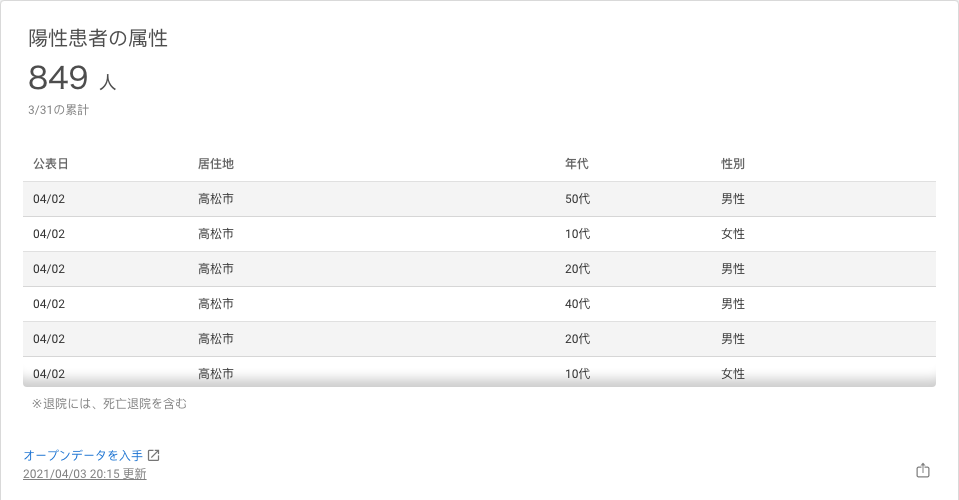 陽性患者の属性
849 人
3/31の累計
公表日 居住地 年代 性別
04/02 高松市 50代 男性
04/02 高松市 10代 女性
04/02 高松市 20代 男性
04/02 高松市 40代 男性
04/02 高松市 20代 男性
04/02 高松市 10代 女性
※退院には、死亡退院を含む
オープンデータを入手
2021/04/03 20:15 更新